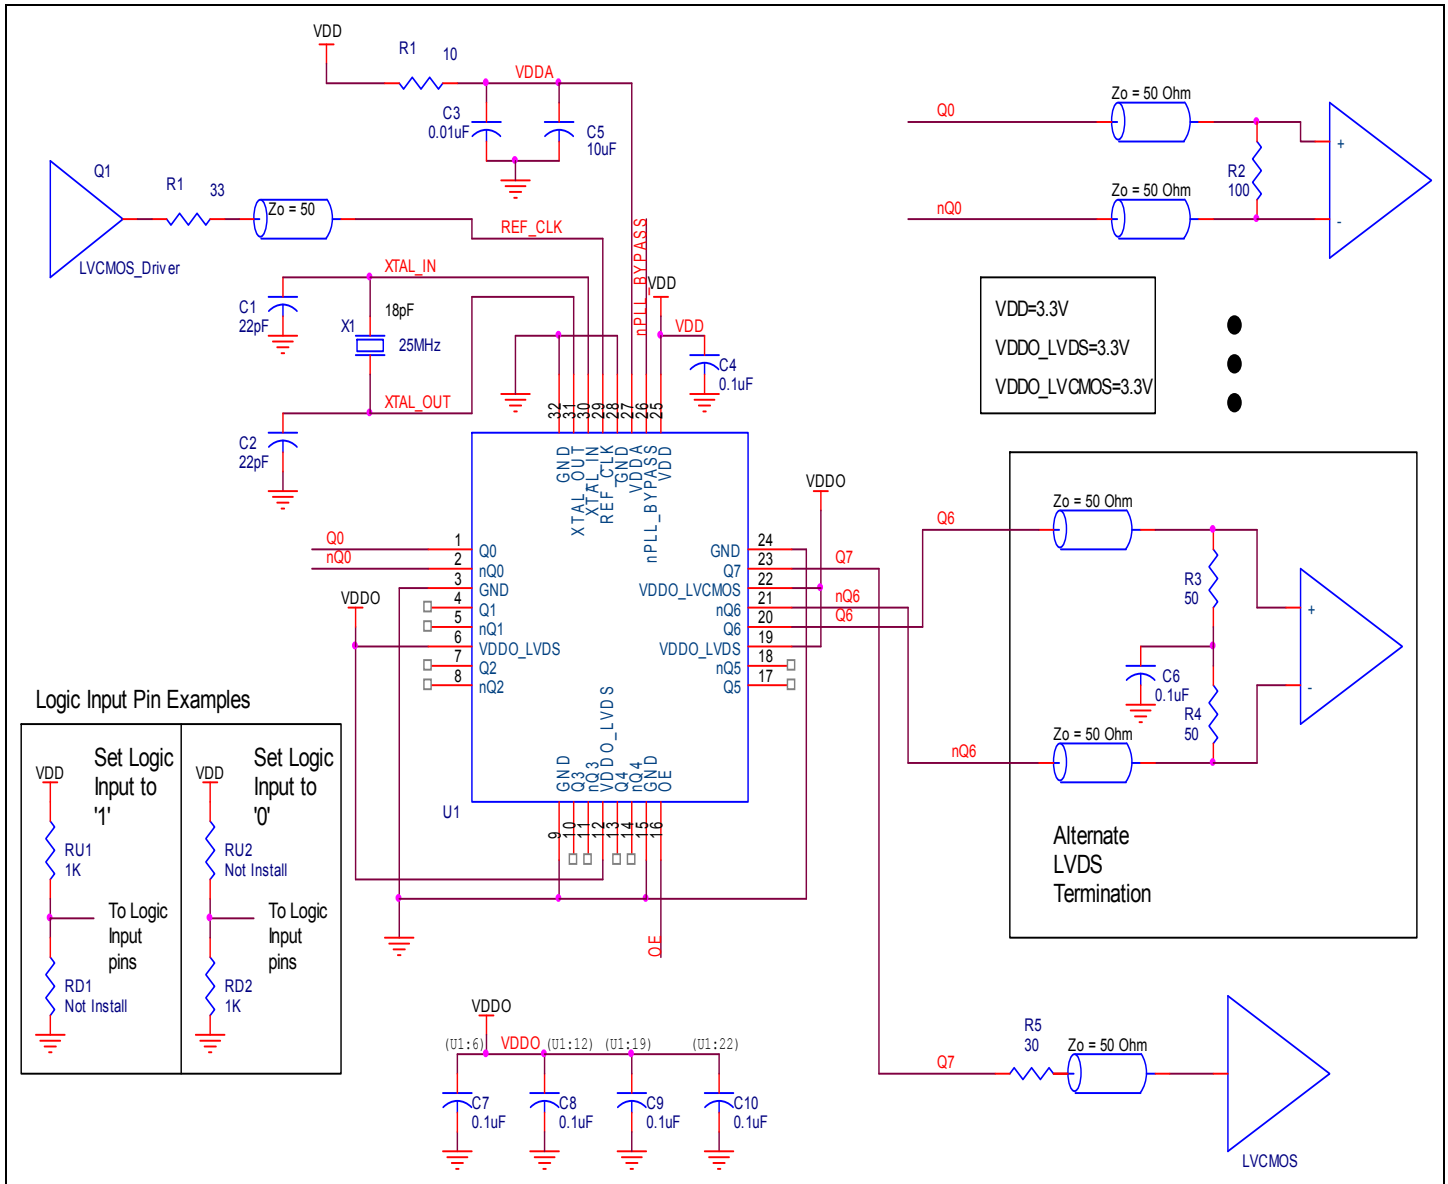 VDD
R1
10
VDDA
C3
0.01uF
C5
10uF
Q1
R1
33
Zo = 50
LVCMOS_Driver
REF_CLK
XTAL_IN
C1
22pF
18pF
X1
25MHz
XTAL_OUT
C2
22pF
nPLL_BYPASS
VDD
VDD
C4
0.1uF
Q0
Zo = 50 Ohm
R2
100
+
-
nQ0
Zo = 50 Ohm
VDD=3.3V
VDDO_LVDS=3.3V
VDDO_LVCMOS=3.3V
32
31
30
29
28
27
26
25
GND
XTAL_OUT
XTAL_IN
REF_CLK
GND
VDDA
nPLL_BYPASS
VDD
Q0
nQ0
VDDO
1
2
3
4
5
6
7
8
Q0
nQ0
GND
Q1
nQ1
VDDO_LVDS
Q2
nQ2
VDDO
GND
Q7
VDDO_LVCMOS
nQ6
Q6
VDDO_LVDS
nQ5
Q5
24
23
22
21
20
19
18
17
Q7
nQ6
Q6
GND
Q3
nQ3
VDDO_LVDS
Q4
nQ4
GND
OE
U1
9
10
11
12
13
14
15
16
OE
Q6
Zo = 50 Ohm
R3
50
C6
0.1uF
R4
50
+
-
nQ6
Zo = 50 Ohm
Alternate
LVDS
Termination
Logic Input Pin Examples
Set Logic
Input to
'1'
VDD
RU1
1K
To Logic
Input
pins
RD1
Not Install
Set Logic
Input to
'0'
VDD
RU2
Not Install
To Logic
Input
pins
RD2
1K
VDDO
(U1:6)
VDDO
(U1:12)
(U1:19)
(U1:22)
C7
0.1uF
C8
0.1uF
C9
0.1uF
C10
0.1uF
Q7
R5
30
Zo = 50 Ohm
LVCMOS